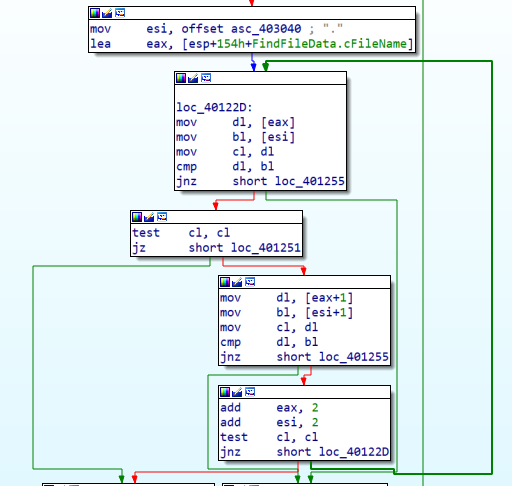 mov     esi, offset asc_403040 ; "."
lea     eax, [esp+154h+FindFileData.cFileName]
loc_40122D:
mov     dl, [eax]
mov     bl, [esi]
mov     cl, dl
cmp     dl, bl
jnz     short loc_401255
test    cl, cl
jz      short loc_401251
mov     dl, [eax+1]
mov     bl, [esi+1]
mov     cl, dl
cmp     dl, bl
jnz     short loc_401255
add     eax, 2
add     esi, 2
test    cl, cl
jnz     short loc_40122D